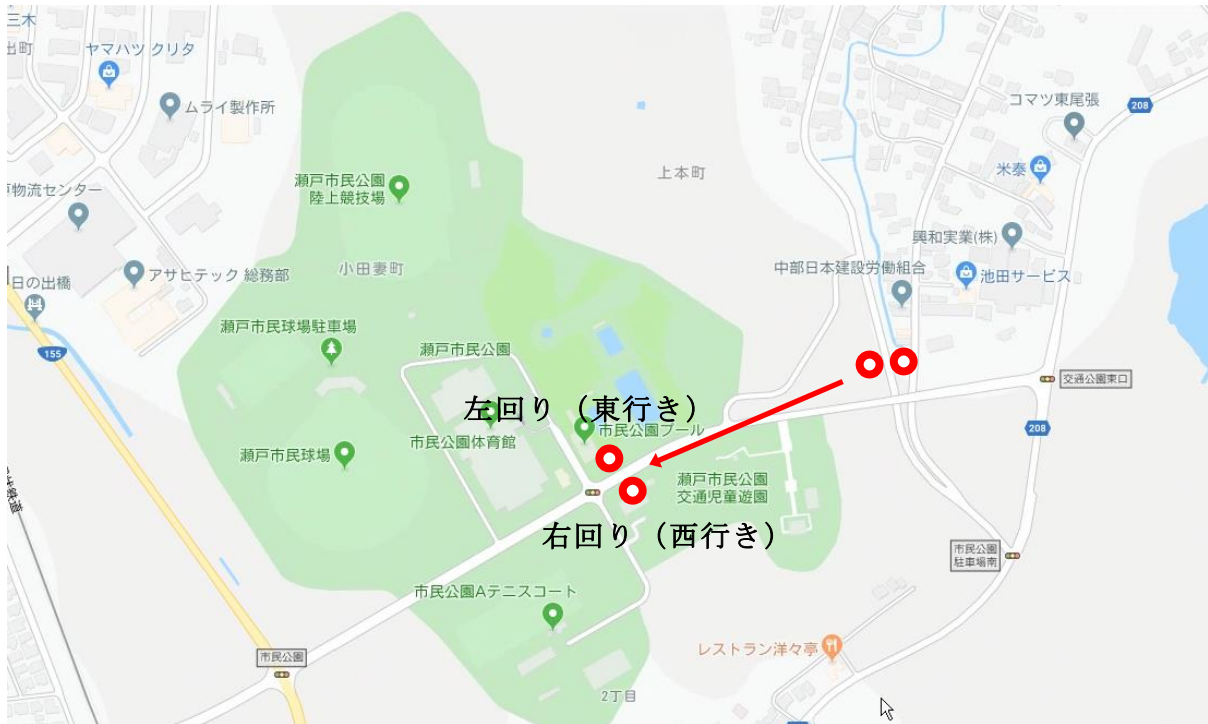 三木
出町
ヤマハツ クリタ
ムライ製作所
コマツ東尾張
208
米泰
上本町
瀬戸市民公園
陸上競技場
物流センター
興和実業(株)
小田妻町
中部日本建設労働組合
池田サービス
日の出橋
アサヒテック 総務部
瀬戸市民球場駐車場
155
瀬戸市民公園
交通公園東口
左回り（東行き）
市民公園プール
市民公園体育館
208
瀬戸市民球場
瀬戸市民公園
交通児童遊園
右回り（西行き）
市民公園
駐車場南
市民公園Aテニスコート
レストラン洋々亭
市民公園
2丁目